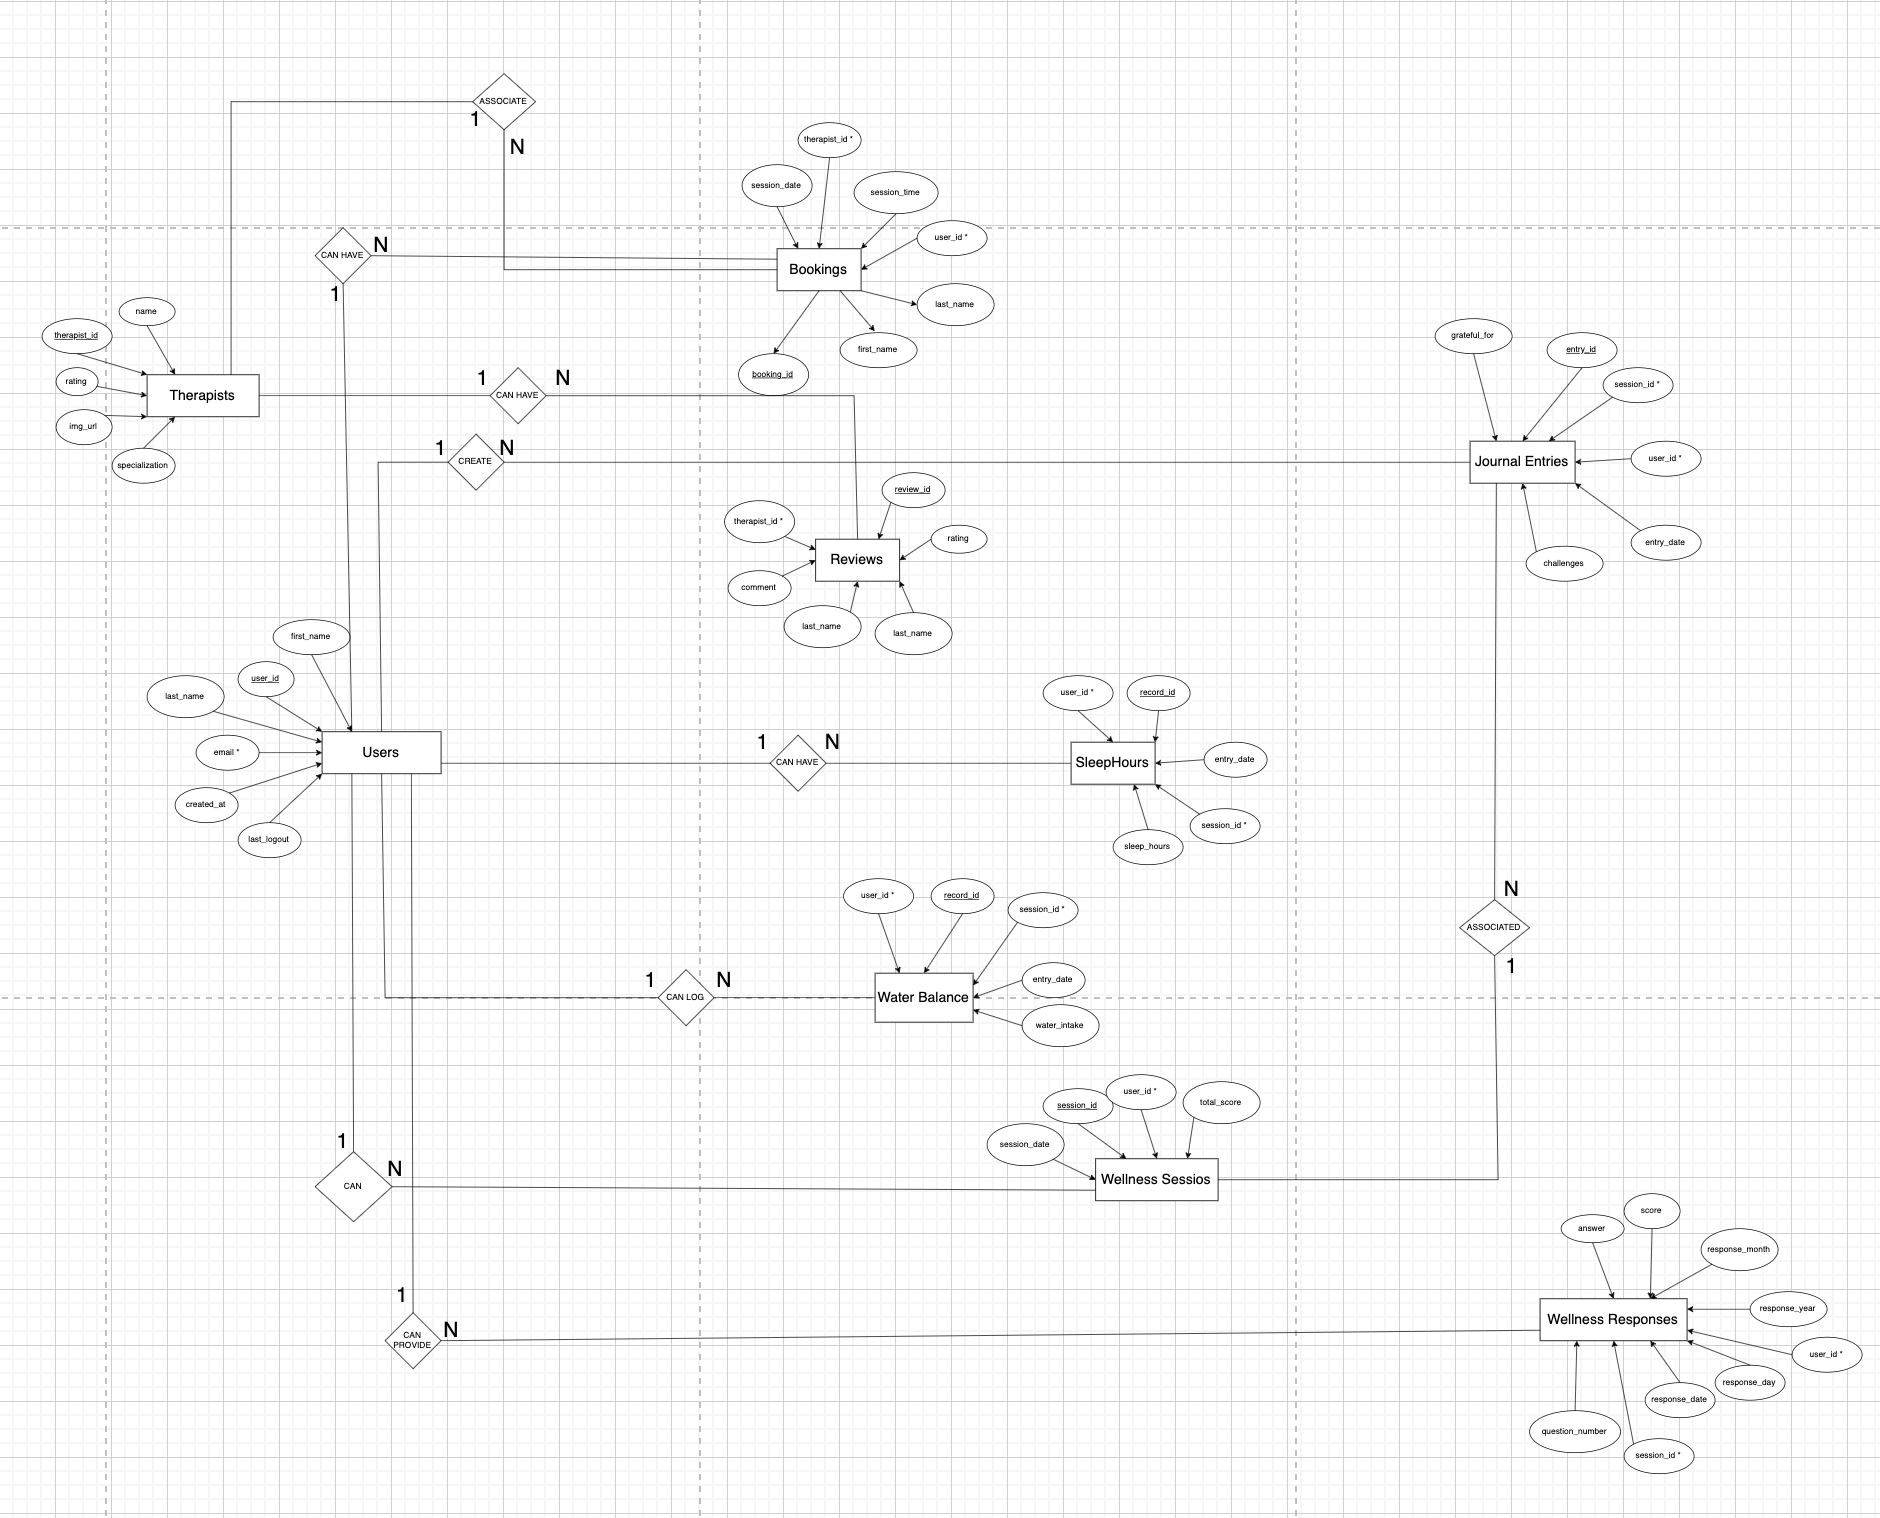 ASSOCIATE
1
N
therapist_id *
session_date
session_time
user_id *
CAN HAVE
N
1
Bookings
last_name
first_name
booking_id
name
therapist_id
rating
Therapists
img_url
specialization
1
CAN HAVE
N
1
CREATE
N
grateful_for
entry_id
session_id *
Journal Entries
user_id *
entry_date
challenges
review_id
therapist_id *
rating
Reviews
comment
last_name
last_name
first_name
user_id
last_name
email *
Users
created_at
last_logout
1
CAN HAVE
N
user_id *
record_id
SleepHours
entry_date
session_id *
sleep_hours
user_id *
record_id
session_id *
N
ASSOCIATED
1
1
CAN LOG
N
Water Balance
entry_date
water_intake
session_id
user_id *
total_score
session_date
Wellness Sessios
1
CAN
N
answer
score
response_month
response_year
Wellness Responses
user_id *
response_day
response_date
question_number
session_id *
1
CAN
PROVIDE
N